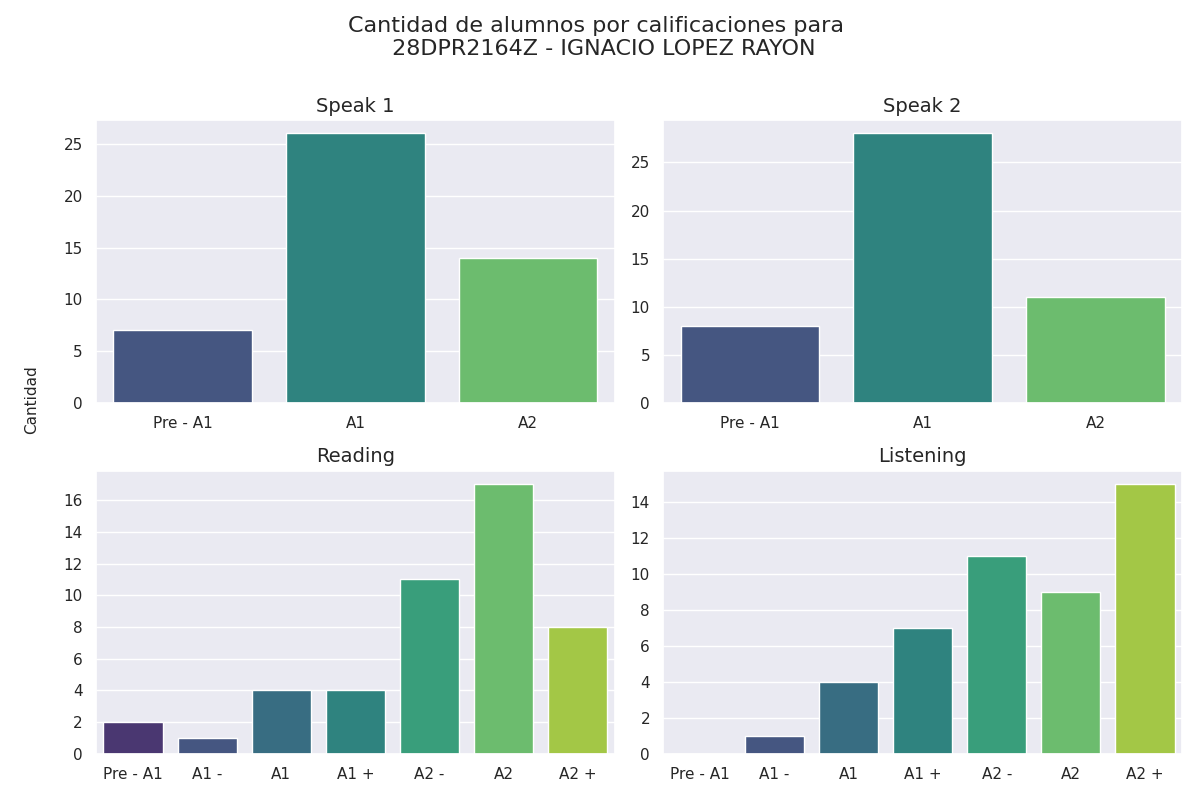 Cantidad de alumnos por calificaciones para
28DPR2164Z - IGNACIO LOPEZ RAYON
Cantidad
Speak 1
25
20
15
10
5
0
Pre - A1 A1 A2
Speak 2
25
20
15
10
5
0
Pre - A1 A1 A2
Reading
16
14
12
10
8
6
4
2
0
Pre - A1 A1 - A1 A1 + A2 - A2 A2 +
Listening
14
12
10
8
6
4
2
0
Pre - A1 A1 - A1 A1 + A2 - A2 A2 +